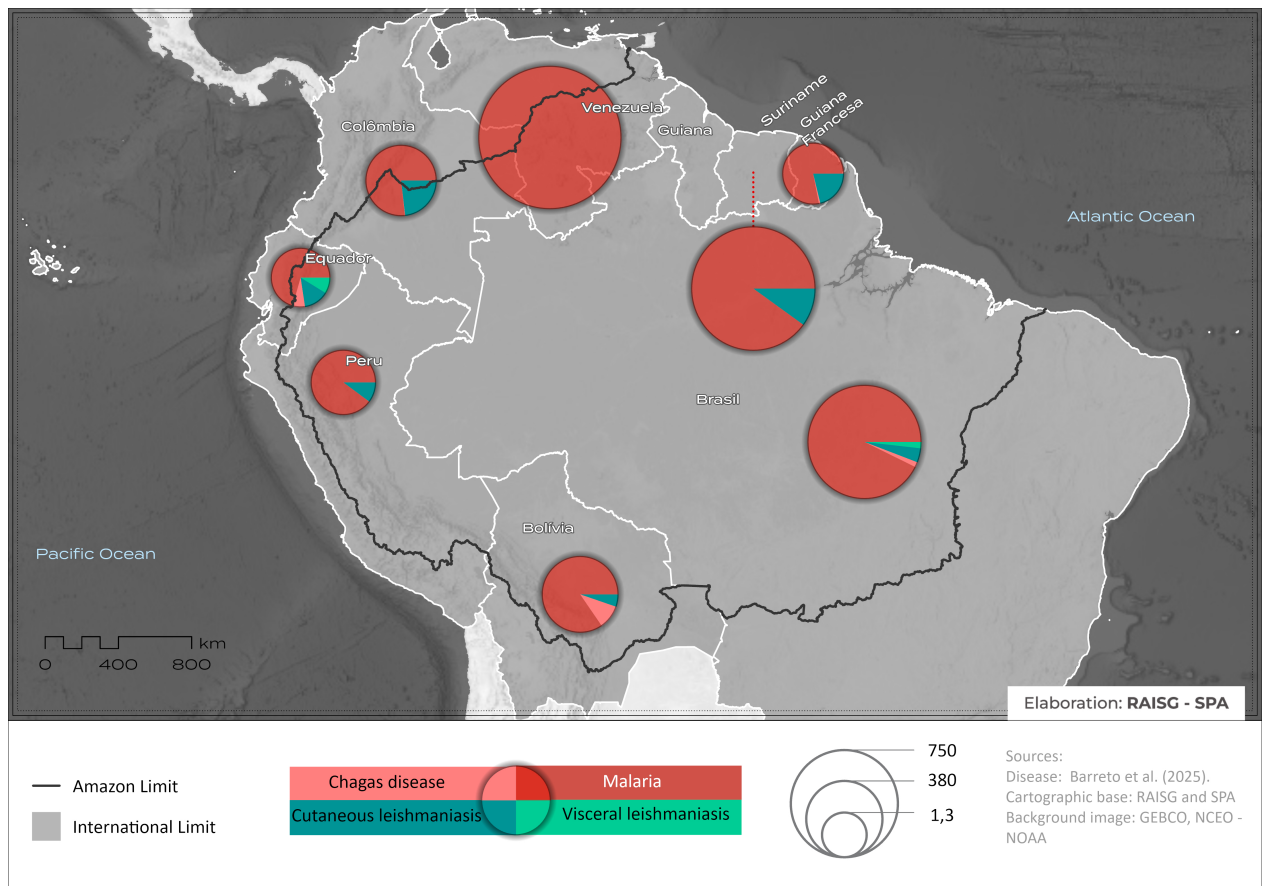 Venezuela
Colômbia
Guiana
Suriname
Guiana
Francesa
Atlantic Ocean
Equador
Peru
Brasil
Bolívia
Pacific Ocean
km
0 400 800
Elaboration: RAISG - SPA
Amazon Limit
International Limit
Chagas disease
Malaria
Cutaneous leishmaniasis
Visceral leishmaniasis
750
380
1,3
Sources:
Disease: Barreto et al. (2025).
Cartographic base: RAISG and SPA
Background image: GEBCO, NCEO -
NOAA